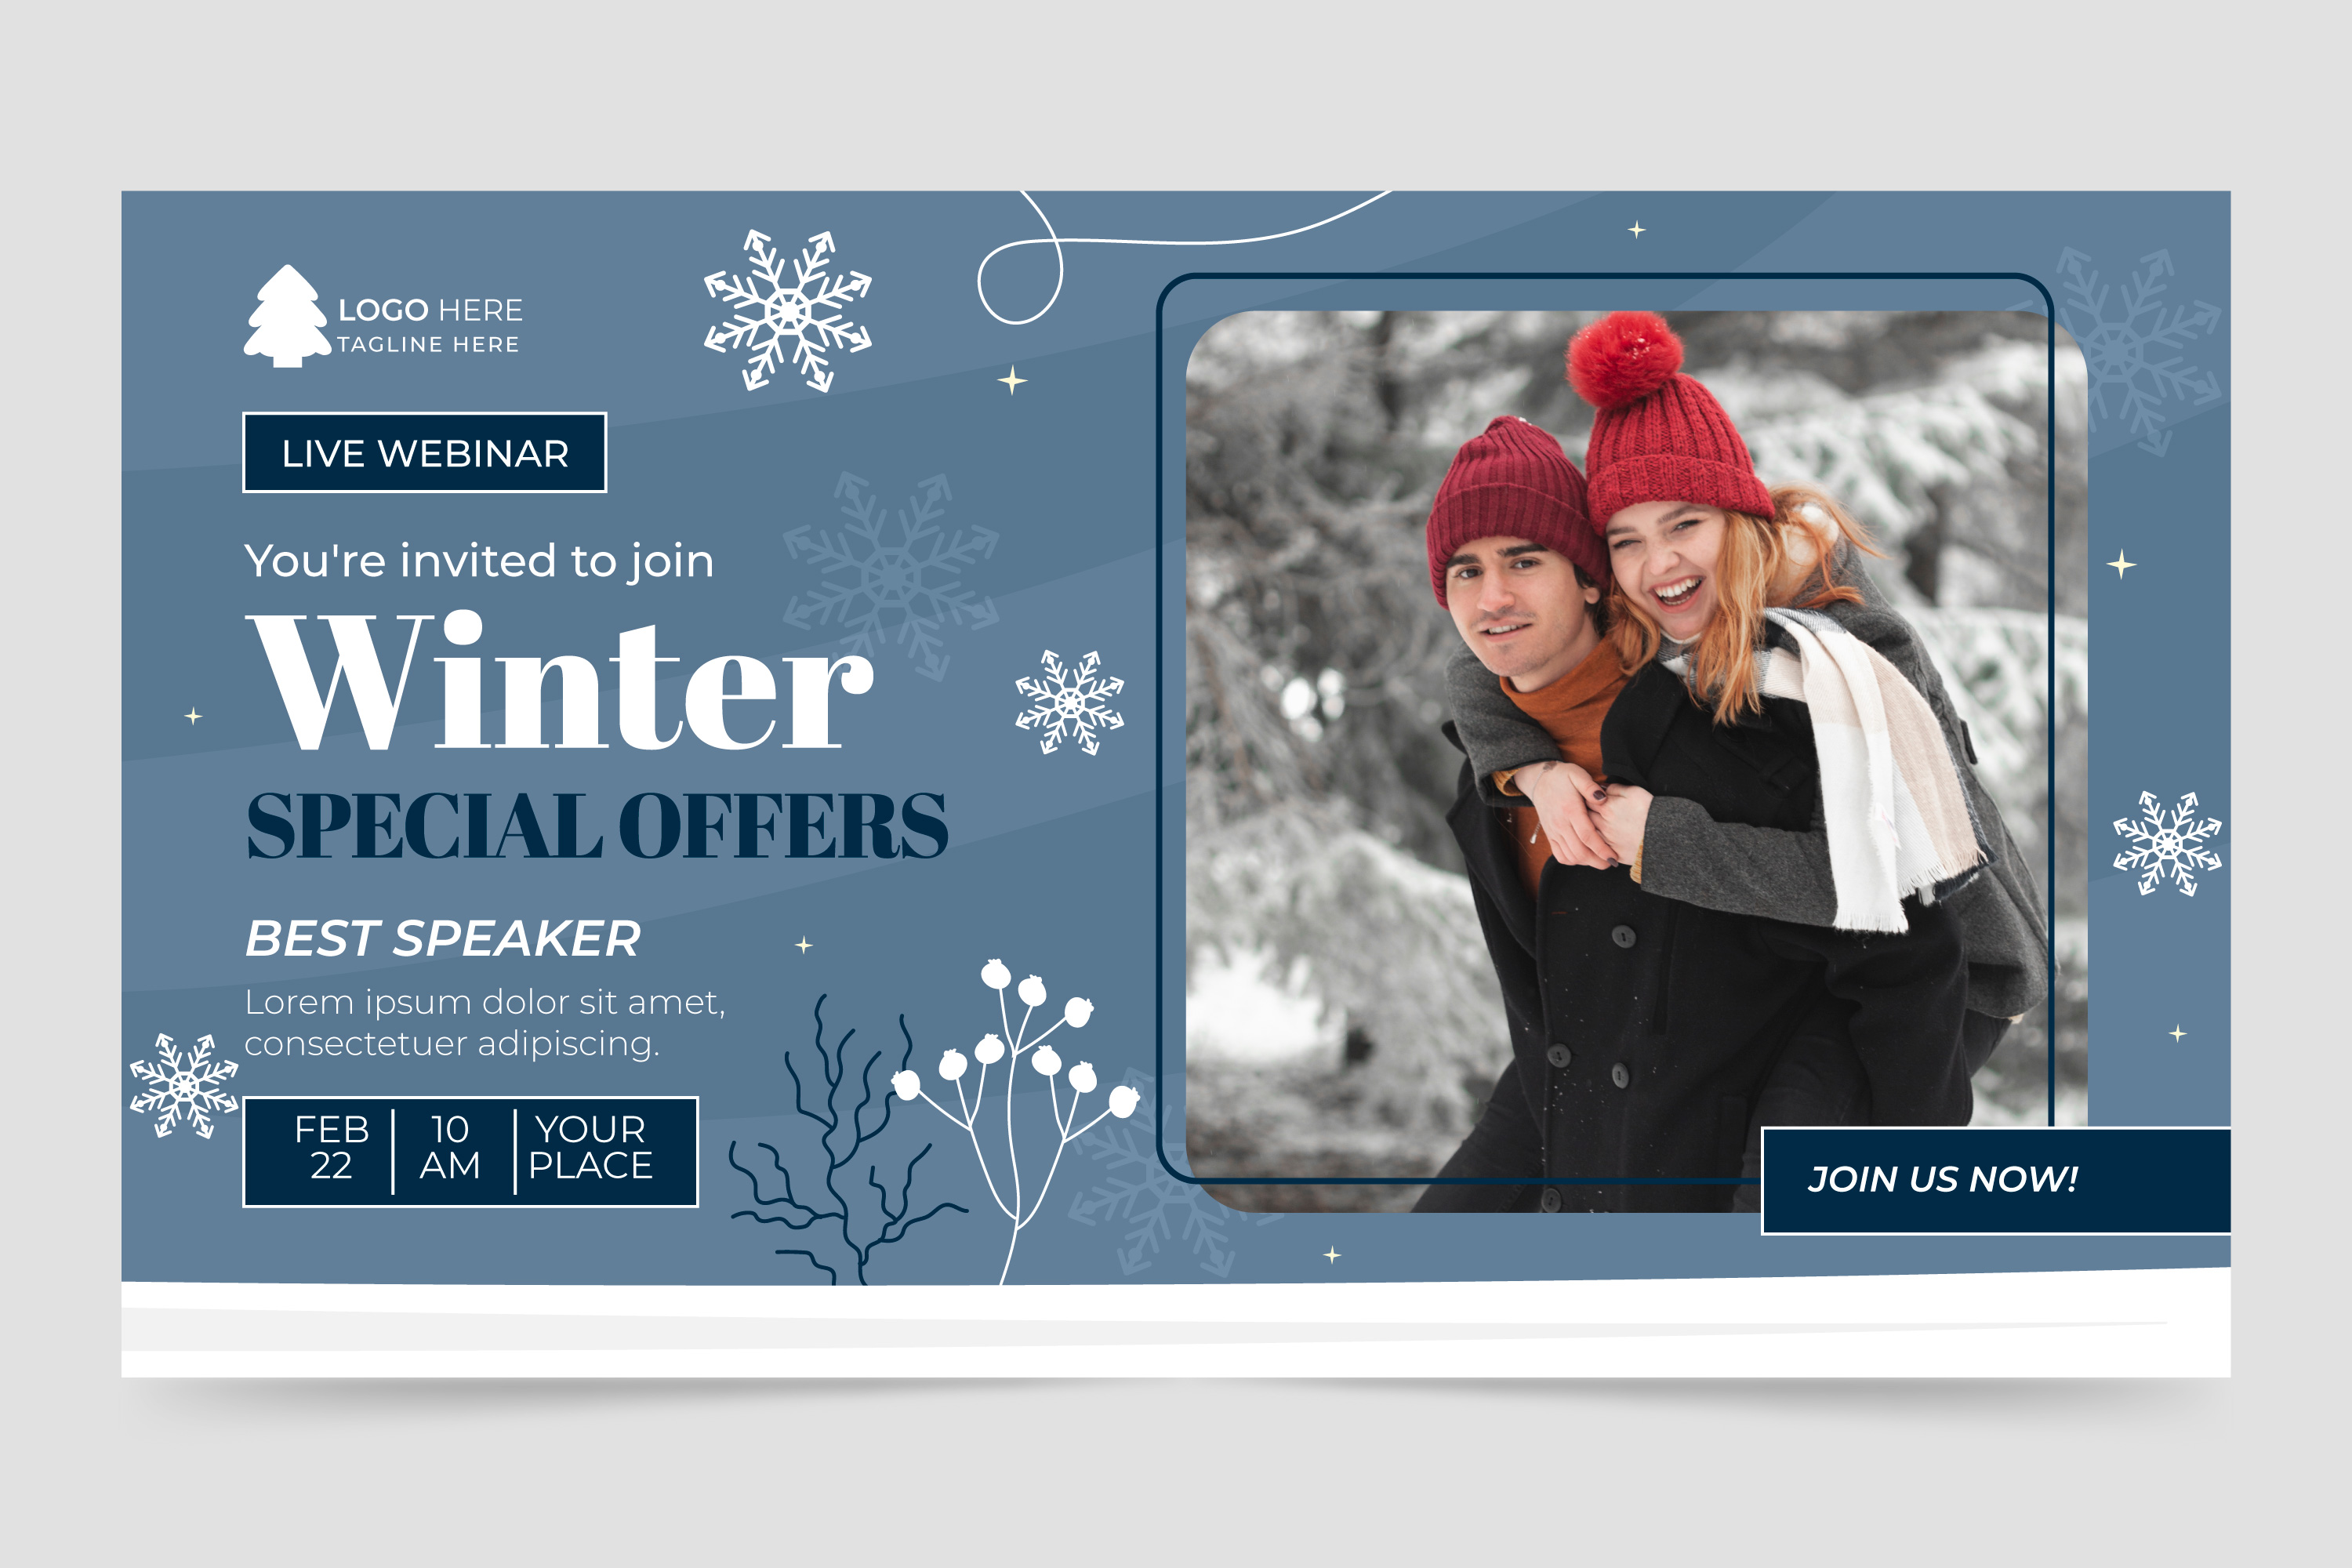 LOGO HERE
TAGLINE HERE
LIVE WEBINAR
You're invited to join
Winter
SPECIAL OFFERS
BEST SPEAKER
Lorem ipsum dolor sit amet,
consectetuer adipiscing.
FEB
22
10
AM
YOUR
PLACE
JOIN US NOW!